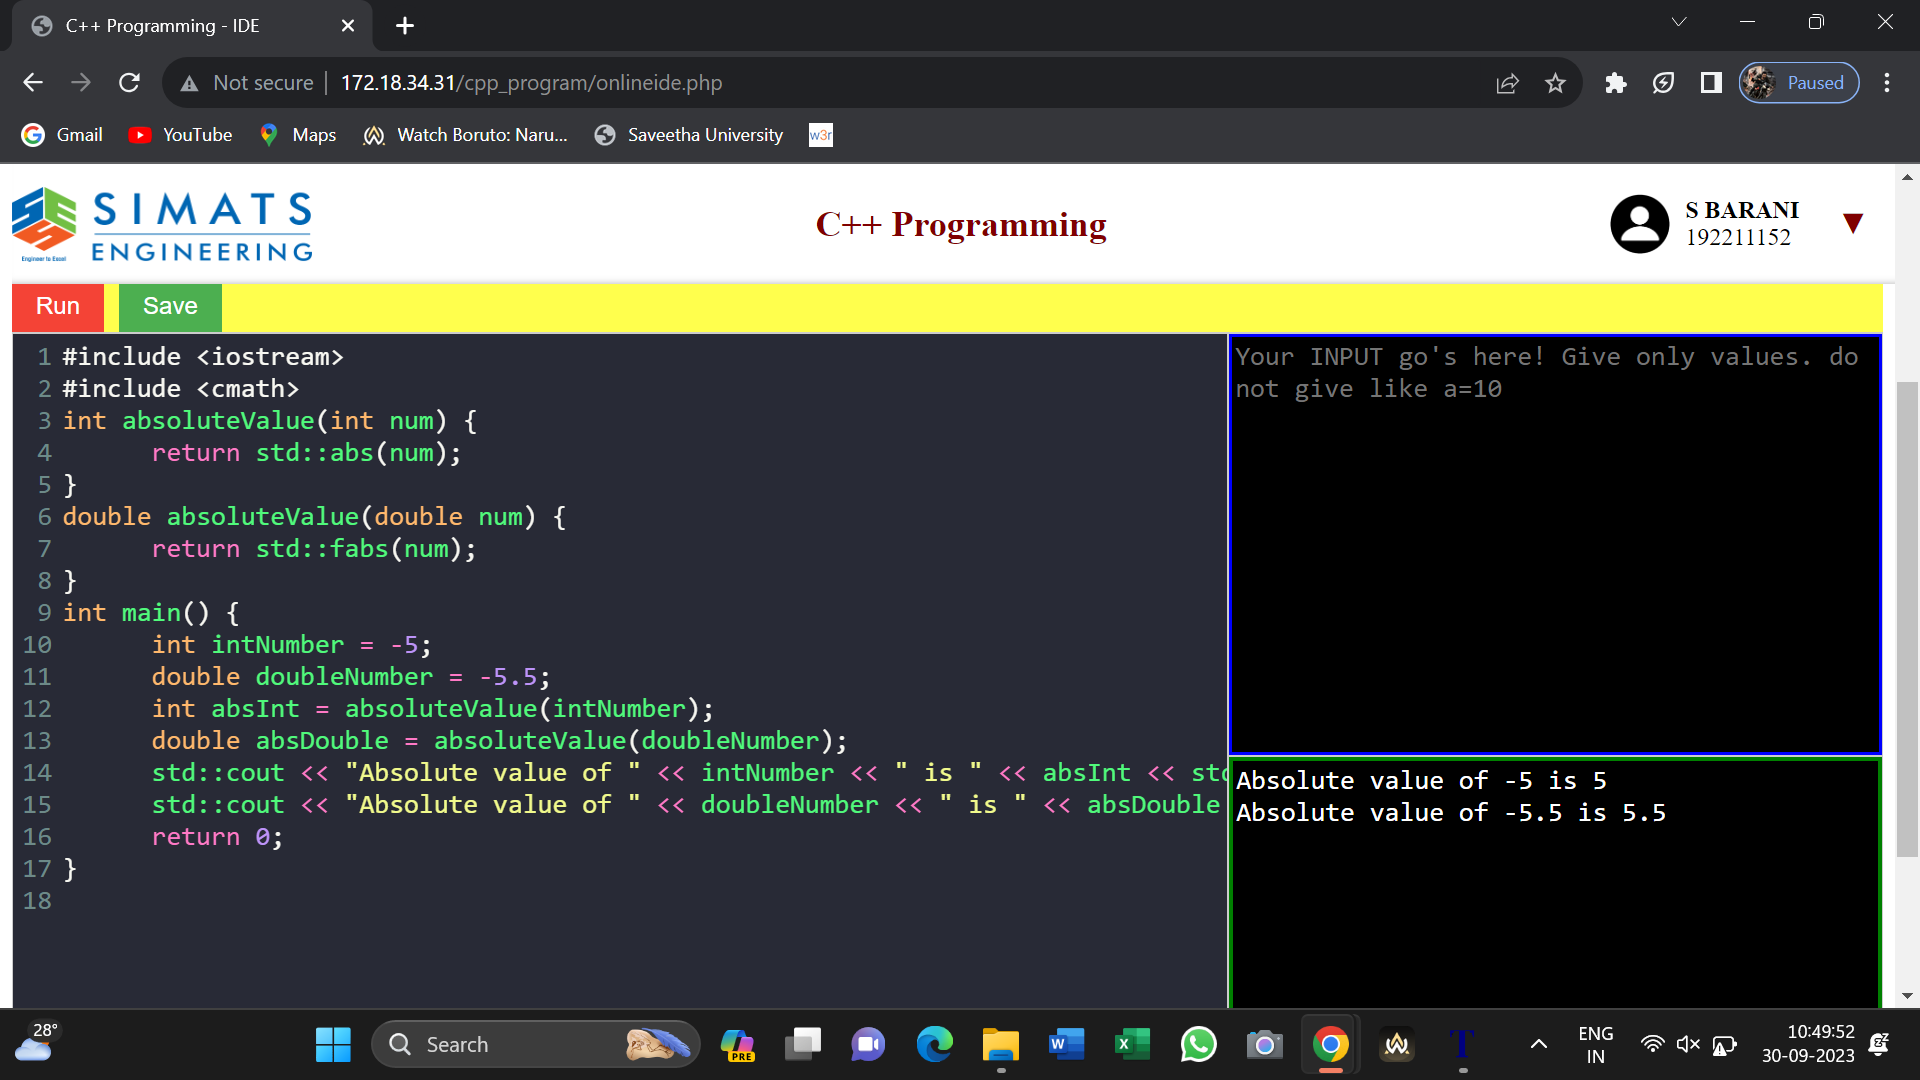 C++ Programming - IDE
Not secure
172.18.34.31/cpp_program/onlineide.php
Paused
Gmail
YouTube
Maps
Watch Boruto: Naru...
Saveetha University
w3r
SIMATS
ENGINEERING
Engineer to Excel
C++ Programming
S BARANI
192211152
Run
Save
1 #include <iostream>
2 #include <cmath>
3 int absoluteValue(int num) {
4 return std::abs(num);
5 }
6 double absoluteValue(double num) {
7 return std::fabs(num);
8 }
9 int main() {
10 int intNumber = -5;
11 double doubleNumber = -5.5;
12 int absInt = absoluteValue(intNumber);
13 double absDouble = absoluteValue(doubleNumber);
14 std::cout << "Absolute value of " << intNumber << " is " << absInt << std
15 std::cout << "Absolute value of " << doubleNumber << " is " << absDouble
16 return 0;
17 }
18
Your INPUT go's here! Give only values. do
not give like a=10
Absolute value of -5 is 5
Absolute value of -5.5 is 5.5
28°
Search
PRE
ENG
IN
10:49:52
30-09-2023